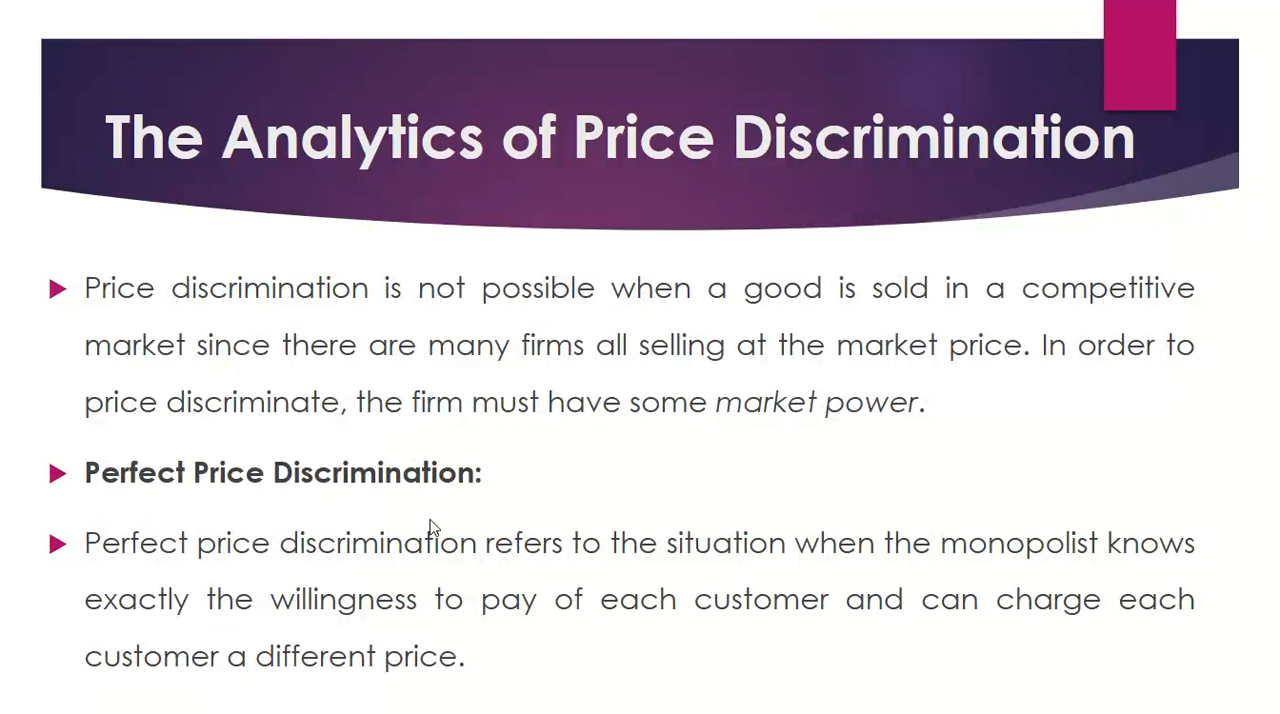 The Analytics of Price Discrimination
Price discrimination is not possible when a good is sold in a competitive
market since there are many firms all selling at the market price. In order to
price discriminate, the firm must have some market power.
Perfect Price Discrimination:
Perfect price discrimination refers to the situation when the monopolist knows
exactly the willingness to pay of each customer and can charge each
customer a different price.